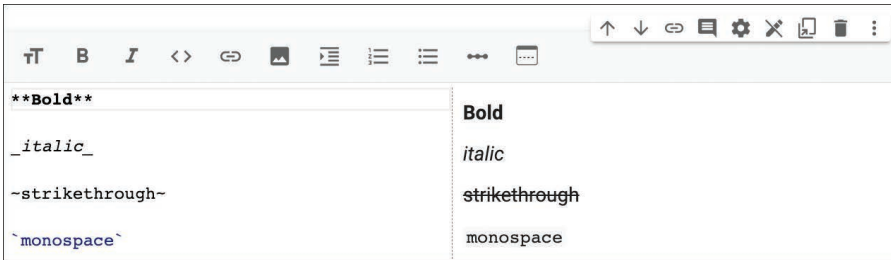 **Bold**
_italic_
~strikethrough~
`monospace`
Bold
italic
strikethrough
monospace